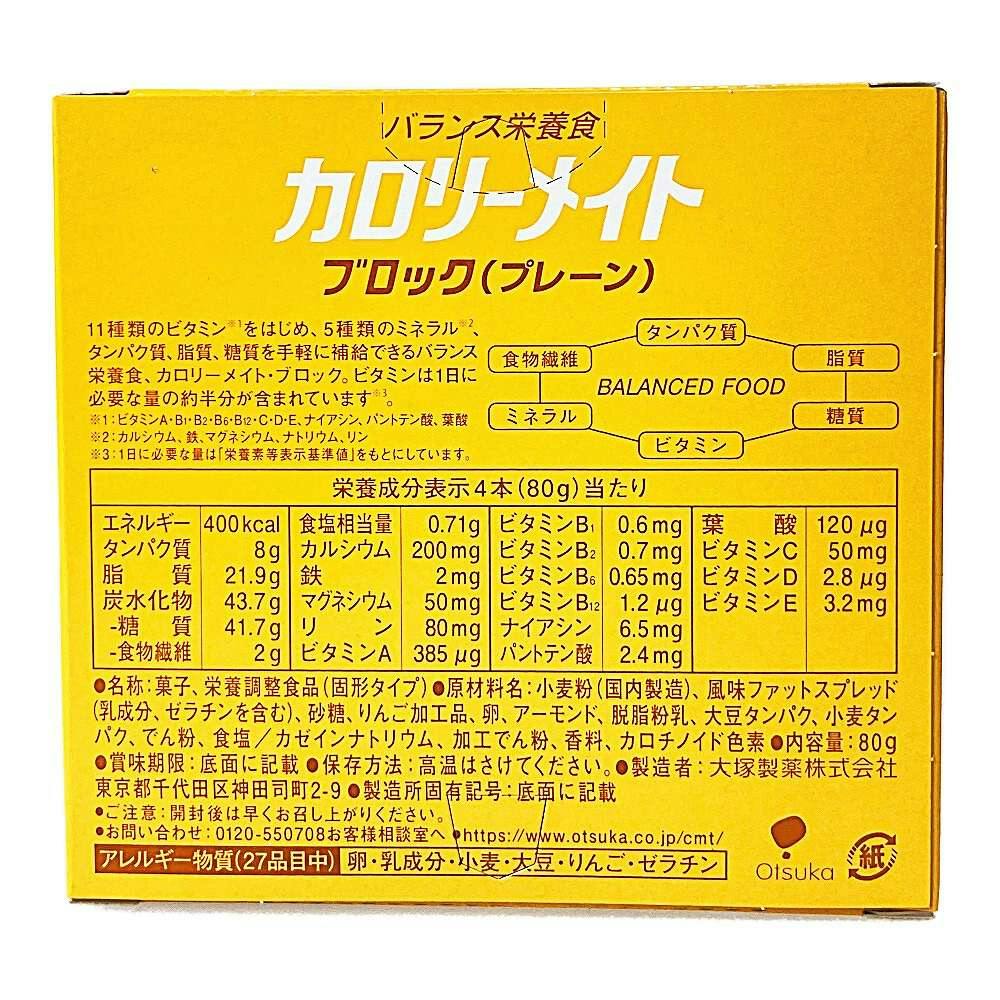 バランス栄養食
カロリーメイト
ブロック(プレーン)
11種類のビタミン※1をはじめ、5種類のミネラル※2、
タンパク質、脂質、糖質を手軽に補給できるバランス
栄養食、カロリーメイト・ブロック。ビタミンは1日に
必要な量の約半分が含まれています※3。
※1:ビタミンA・B1・B2・B6・B12・C・D・E、ナイアシン、パントテン酸、葉酸
※2:カルシウム、鉄、マグネシウム、ナトリウム、リン
※3:1日に必要な量は「栄養素等表示基準値」をもとにしています。
タンパク質
食物繊維 脂質
BALANCED FOOD
ミネラル 糖質
ビタミン
栄養成分表示4本(80g)当たり
エネルギー 400kcal 食塩相当量 0.71g ビタミンB1 0.6mg 葉酸 120μg
タンパク質 8g カルシウム 200mg ビタミンB2 0.7mg ビタミンC 50mg
脂質 21.9g 鉄 2mg ビタミンB6 0.65mg ビタミンD 2.8μg
炭水化物 43.7g マグネシウム 50mg ビタミンB12 1.2μg ビタミンE 3.2mg
-糖質 41.7g リン 80mg ナイアシン 6.5mg
-食物繊維 2g ビタミンA 385μg パントテン酸 2.4mg
●名称:菓子、栄養調整食品(固形タイプ)●原材料名:小麦粉(国内製造)、風味ファットスプレッド
(乳成分、ゼラチンを含む)、砂糖、りんご加工品、卵、アーモンド、脱脂粉乳、大豆タンパク、小麦タン
パク、でん粉、食塩/カゼインナトリウム、加工でん粉、香料、カロチノイド色素●内容量:80g
●賞味期限:底面に記載●保存方法:高温はさけてください。●製造者:大塚製薬株式会社
東京都千代田区神田司町2-9●製造所固有記号:底面に記載
●ご注意:開封後は早くお召し上がりください。
●お問い合わせ:0120-550708お客様相談室へ●https://www.otsuka.co.jp/cmt/
アレルギー物質(27品目中) 卵・乳成分・小麦・大豆・りんご・ゼラチン
Otsuka
紙